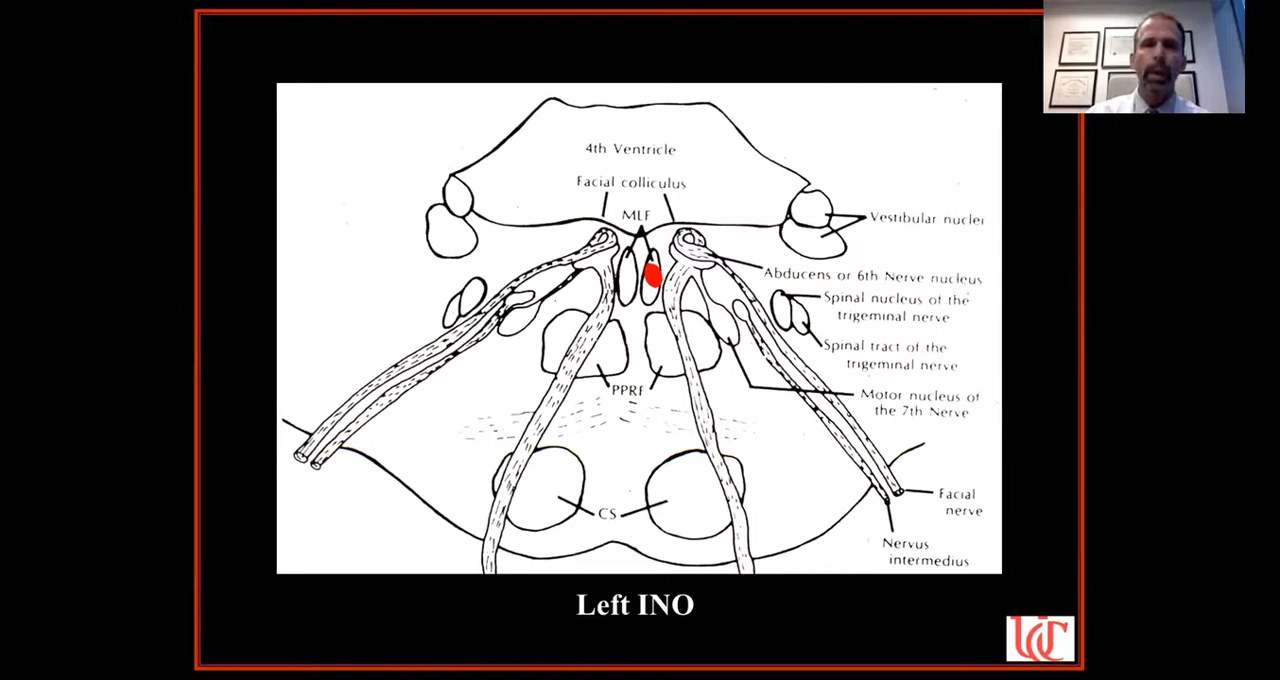 4th Ventricle
Facial colliculus
MLF
Vestibular nuclei
Abducens or 6th Nerve nucleus
Spinal nucleus of the
trigeminal nerve
Spinal tract of the
trigeminal nerve
PPRF
Motor nucleus of
the 7th Nerve
CS
Facial
nerve
Nervus
intermedius
Left INO
UC